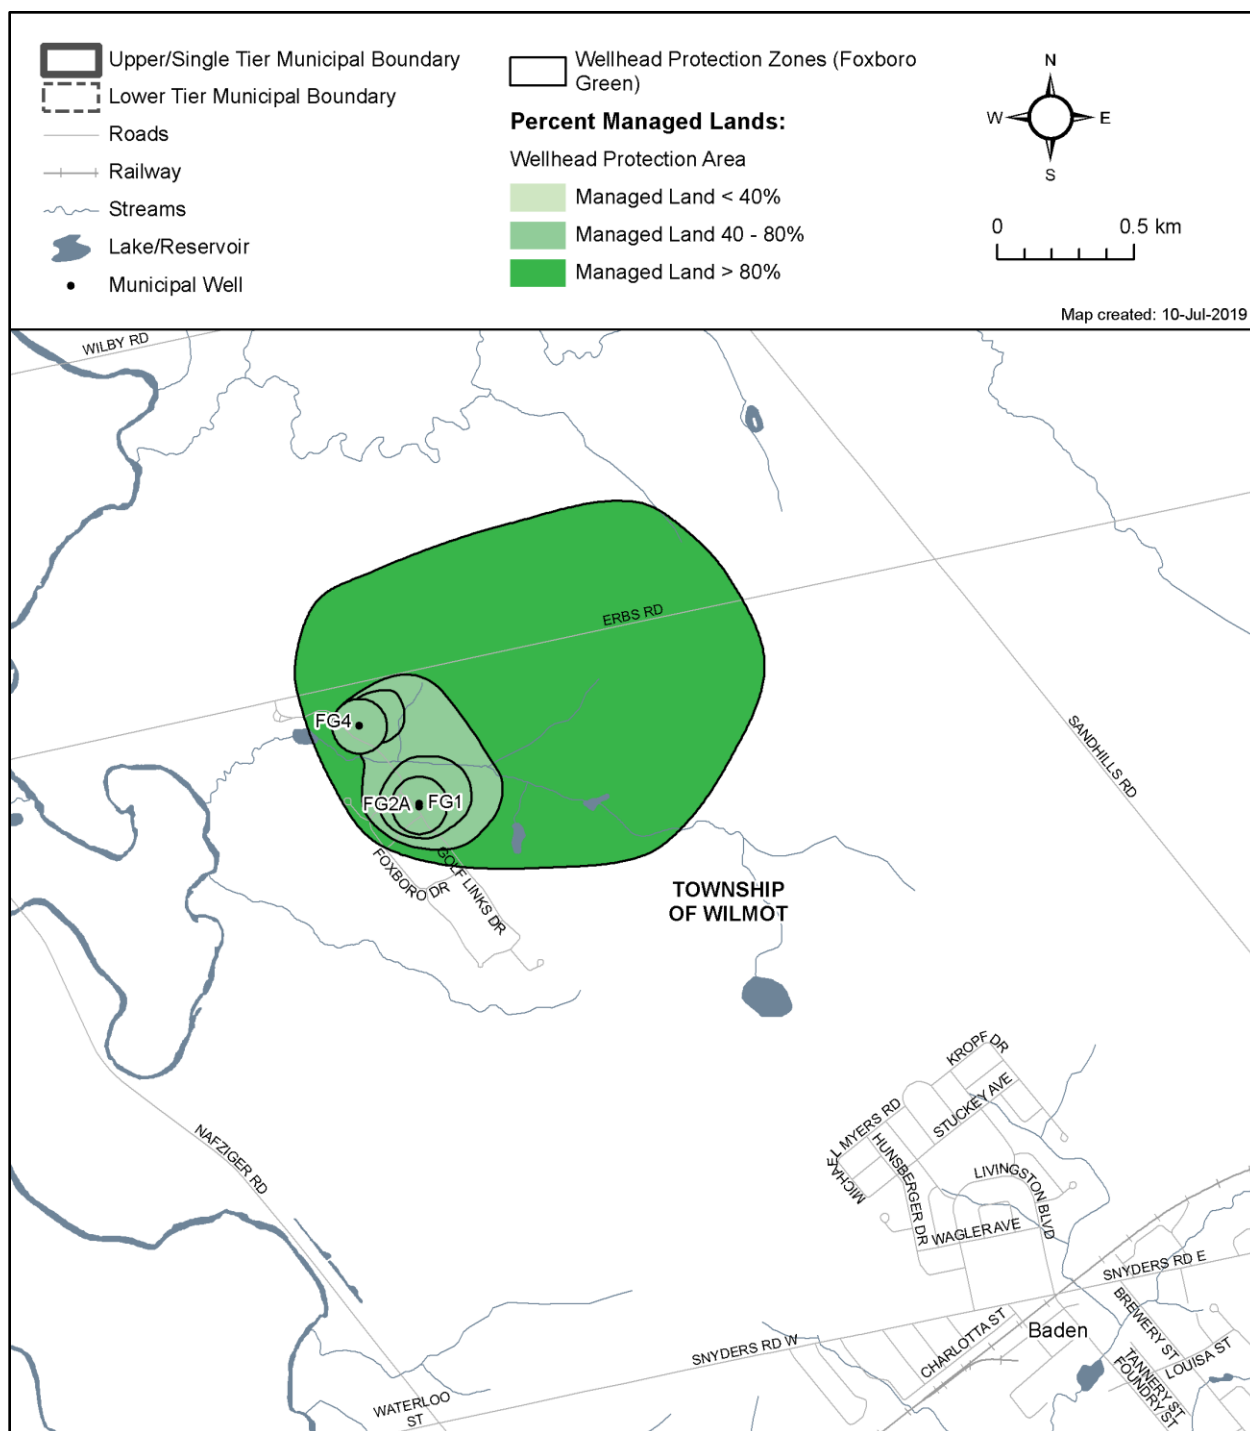 Upper/Single Tier Municipal Boundary
Lower Tier Municipal Boundary
Roads
Railway
Streams
Lake/Reservoir
Municipal Well
Wellhead Protection Zones (Foxboro
Green)
Percent Managed Lands:
Wellhead Protection Area
Managed Land < 40%
Managed Land 40 - 80%
Managed Land > 80%
N
W
E
S
0 0.5 km
Map created: 10-Jul-2019
WILBY RD
ERBS RD
SANDHILLS RD
FG4
FG2A
FG1
FOXBORO DR
GOLF LINKS DR
TOWNSHIP
OF WILMOT
NAFZIGER RD
KROPF DR
STUCKEY AVE
MICHAEL MYERS RD
HUNSBERGER DR
LIVINGSTON BLVD
WAGLER AVE
SNYDERS RD E
BREWERY ST
Baden
CHARLOTTA ST
SNYDERS RD W
LOUISA ST
TANNERY ST
FOUNDRY ST
WATERLOO
ST